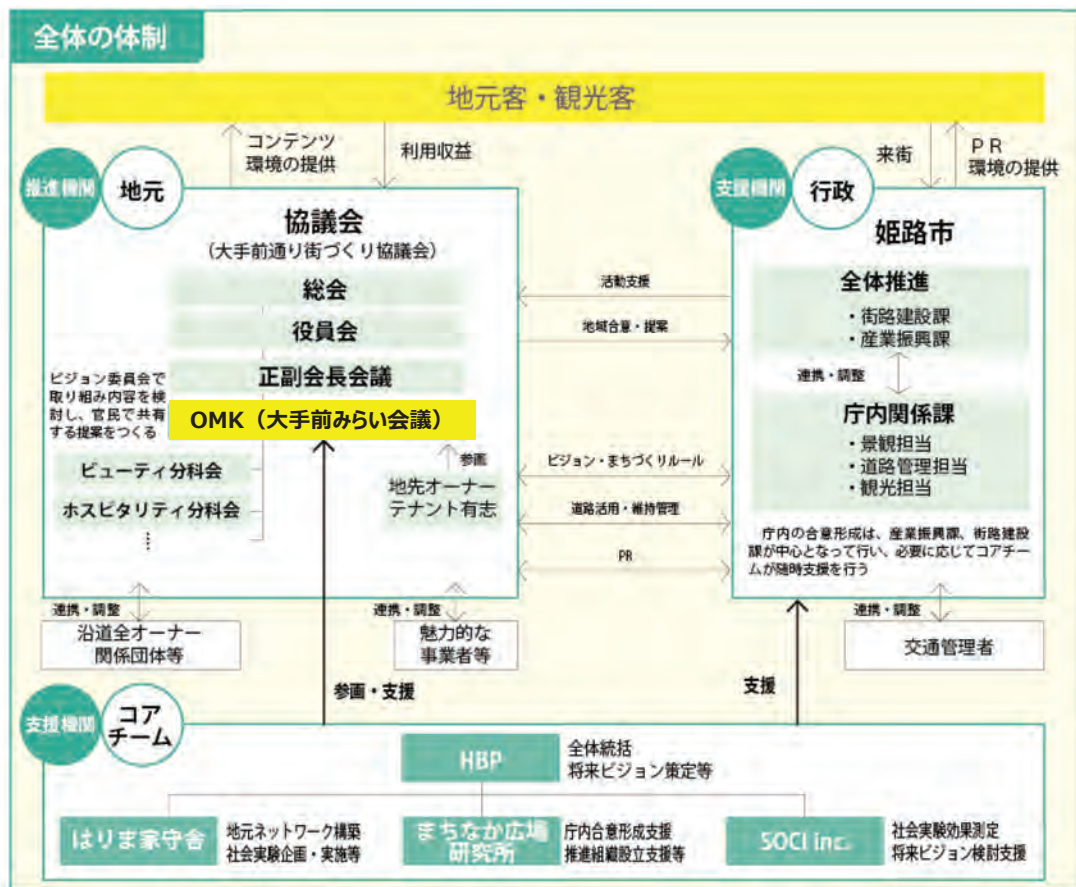 全体の体制
地元客・観光客
コンテンツ
環境の提供
利用収益
来街
ＰＲ
環境の提供
推進機関
地元
協議会
（大手前通り街づくり協議会）
総会
役員会
正副会長会議
ビジョン委員会で
取り組み内容を検
討し、官民で共有
する提案をつくる
OMK（大手前みらい会議）
ビューティ分科会
ホスピタリティ分科会
⋮
参画
地先オーナー
テナント有志
活動支援
地域合意・提案
ビジョン・まちづくりルール
道路活用・維持管理
PR
支援機関
行政
姫路市
全体推進
・街路建設課
・産業振興課
連携・調整
庁内関係課
・景観担当
・道路管理担当
・観光担当
庁内の合意形成は、産業振興課、街路建設
課が中心となって行い、必要に応じてコアチー
ムが随時支援を行う
連携・調整
沿道全オーナー
関係団体等
連携・調整
魅力的な
事業者等
連携・調整
交通管理者
参画・支援
支援
支援機関
コア
チーム
HBP
全体統括
将来ビジョン策定等
はりま家守舎
地元ネットワーク構築
社会実験企画・実施等
まちなか広場
研究所
庁内合意形成支援
推進組織設立支援等
SOCI inc.
社会実験効果測定
将来ビジョン検討支援